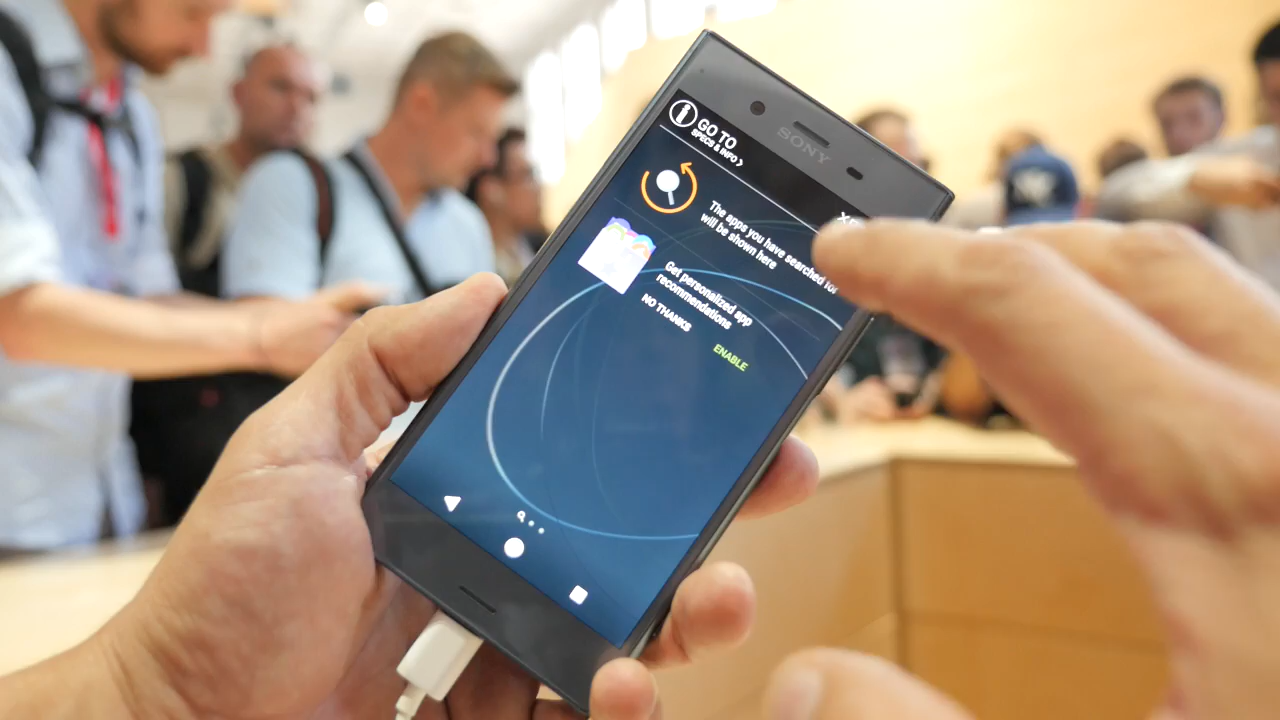 SONY
GO TO
SPECS & INFO
The apps you have searched for
will be shown here
Get personalized app
recommendations
NO THANKS
ENABLE